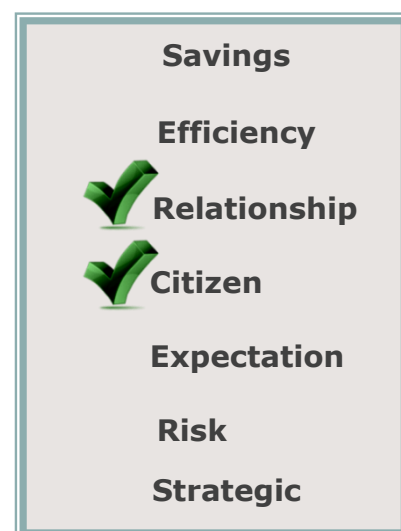 Savings
Efficiency
Relationship
Citizen
Expectation
Risk
Strategic